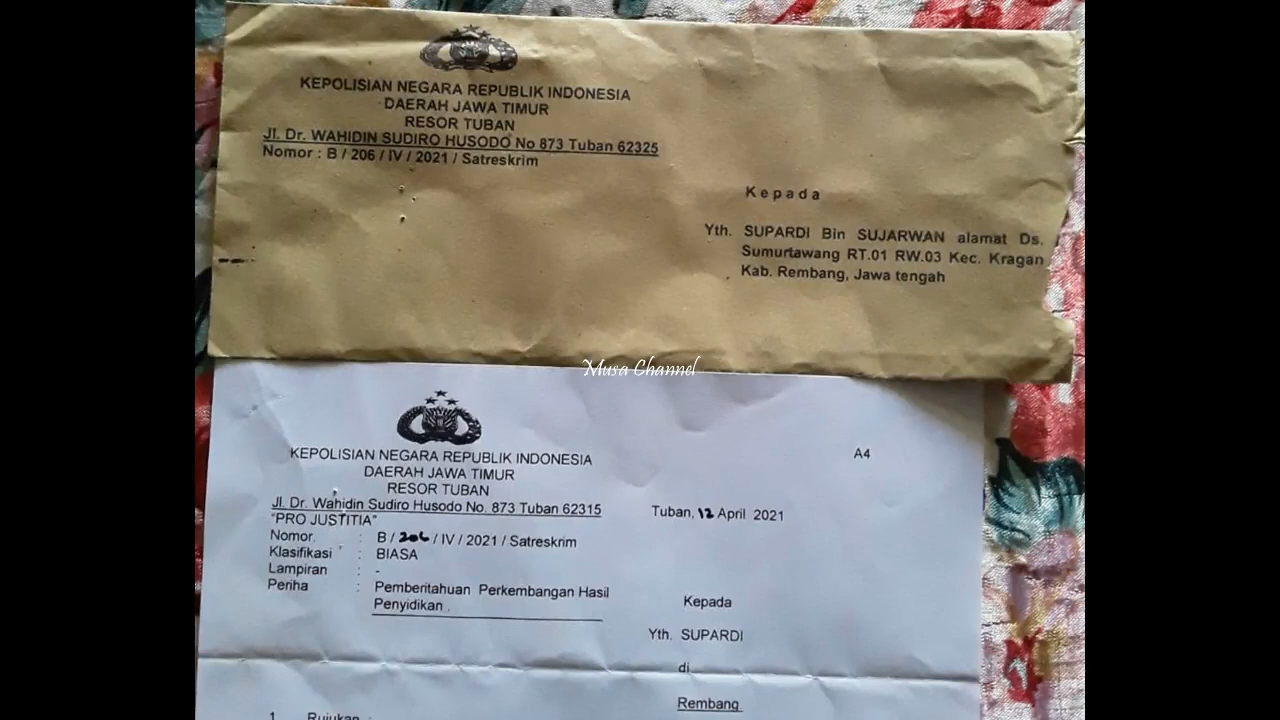 KEPOLISIAN NEGARA REPUBLIK INDONESIA
DAERAH JAWA TIMUR
RESOR TUBAN
Jl. Dr. WAHIDIN SUDIRO HUSODO No 873 Tuban 62325
Nomor : B / 206 / IV / 2021 / Satreskrim
Kepada
Yth. SUPARDI Bin SUJARWAN alamat Ds.
Sumurtawang RT.01 RW.03 Kec. Kragan
Kab. Rembang, Jawa tengah
Musa Channel
KEPOLISIAN NEGARA REPUBLIK INDONESIA
DAERAH JAWA TIMUR
RESOR TUBAN
Jl. Dr. Wahidin Sudiro Husodo No. 873 Tuban 62315
"PRO JUSTITIA"
A4
Tuban, 12 April 2021
Nomor. : B / 206 / IV / 2021 / Satreskrim
Klasifikasi : BIASA
Lampiran : -
Periha : Pemberitahuan Perkembangan Hasil
Penyidikan .
Kepada
Yth. SUPARDI
di
Rembang
1. Rujukan :